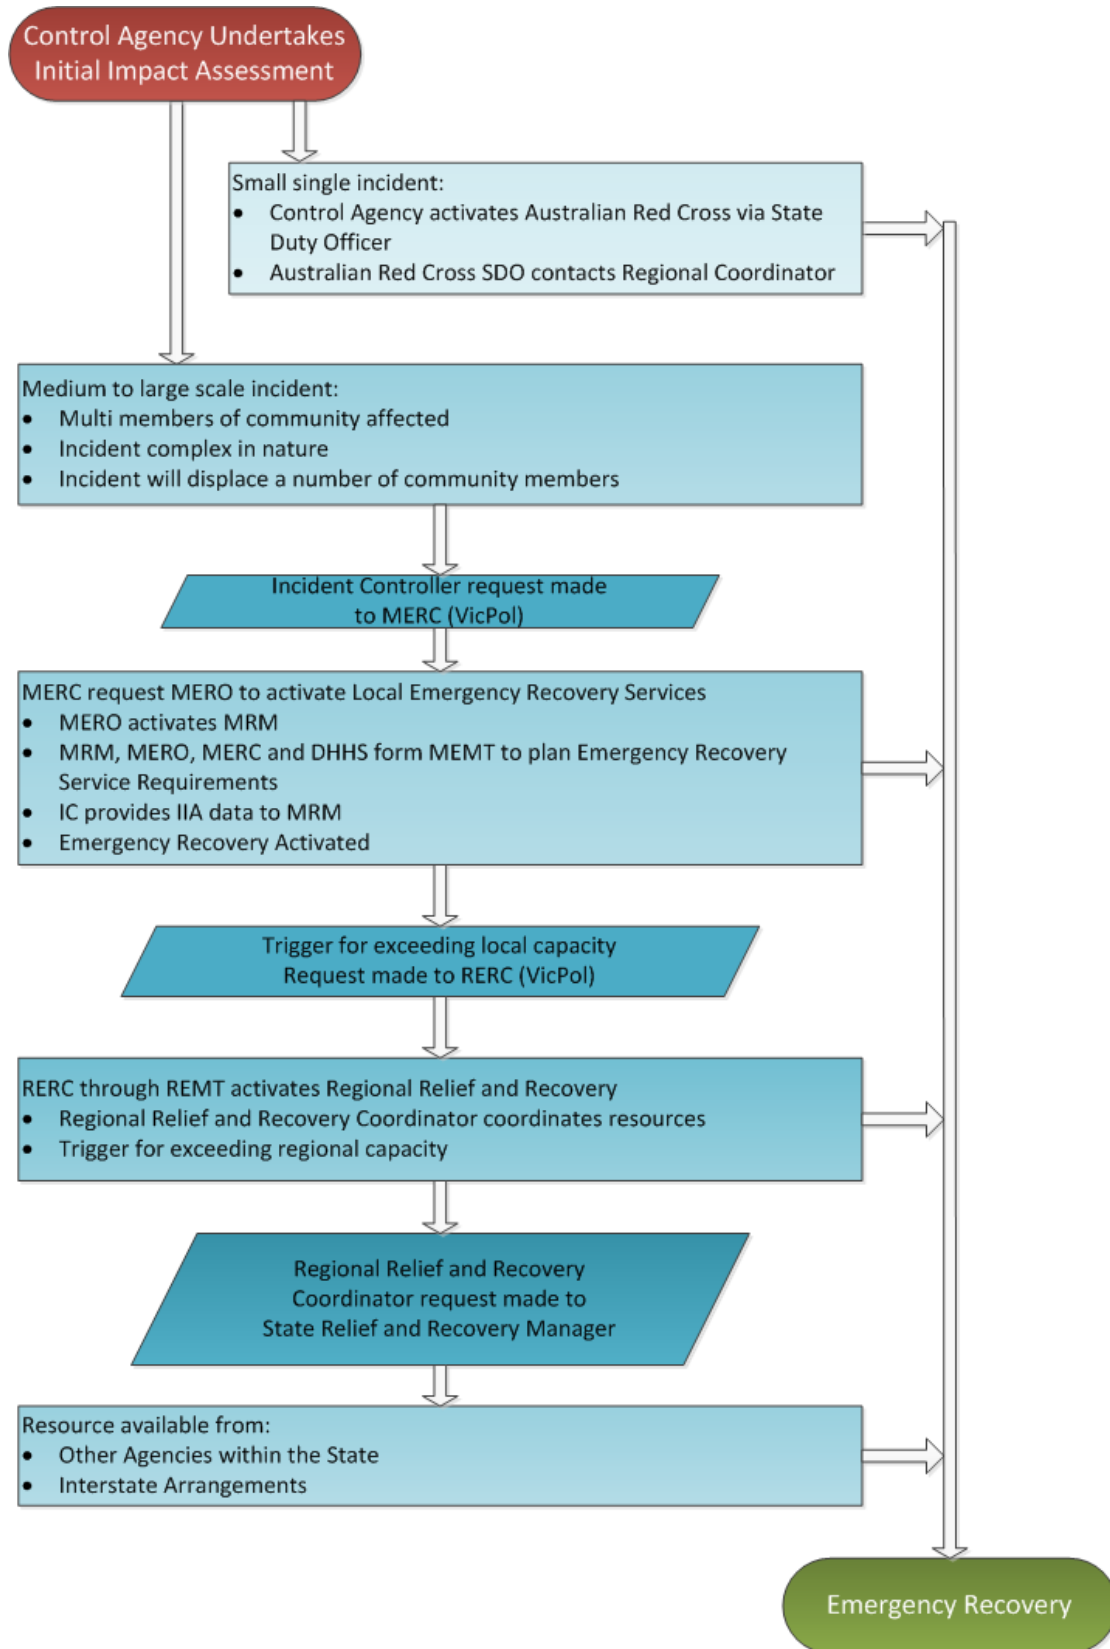 Control Agency Undertakes
Initial Impact Assessment
Small single incident:
• Control Agency activates Australian Red Cross via State
Duty Officer
• Australian Red Cross SDO contacts Regional Coordinator
Medium to large scale incident:
• Multi members of community affected
• Incident complex in nature
• Incident will displace a number of community members
Incident Controller request made
to MERC (VicPol)
MERC request MERO to activate Local Emergency Recovery Services
• MERO activates MRM
• MRM, MERO, MERC and DHHS form MEMT to plan Emergency Recovery
Service Requirements
• IC provides IIA data to MRM
• Emergency Recovery Activated
Trigger for exceeding local capacity
Request made to RERC (VicPol)
RERC through REMT activates Regional Relief and Recovery
• Regional Relief and Recovery Coordinator coordinates resources
• Trigger for exceeding regional capacity
Regional Relief and Recovery
Coordinator request made to
State Relief and Recovery Manager
Resource available from:
• Other Agencies within the State
• Interstate Arrangements
Emergency Recovery